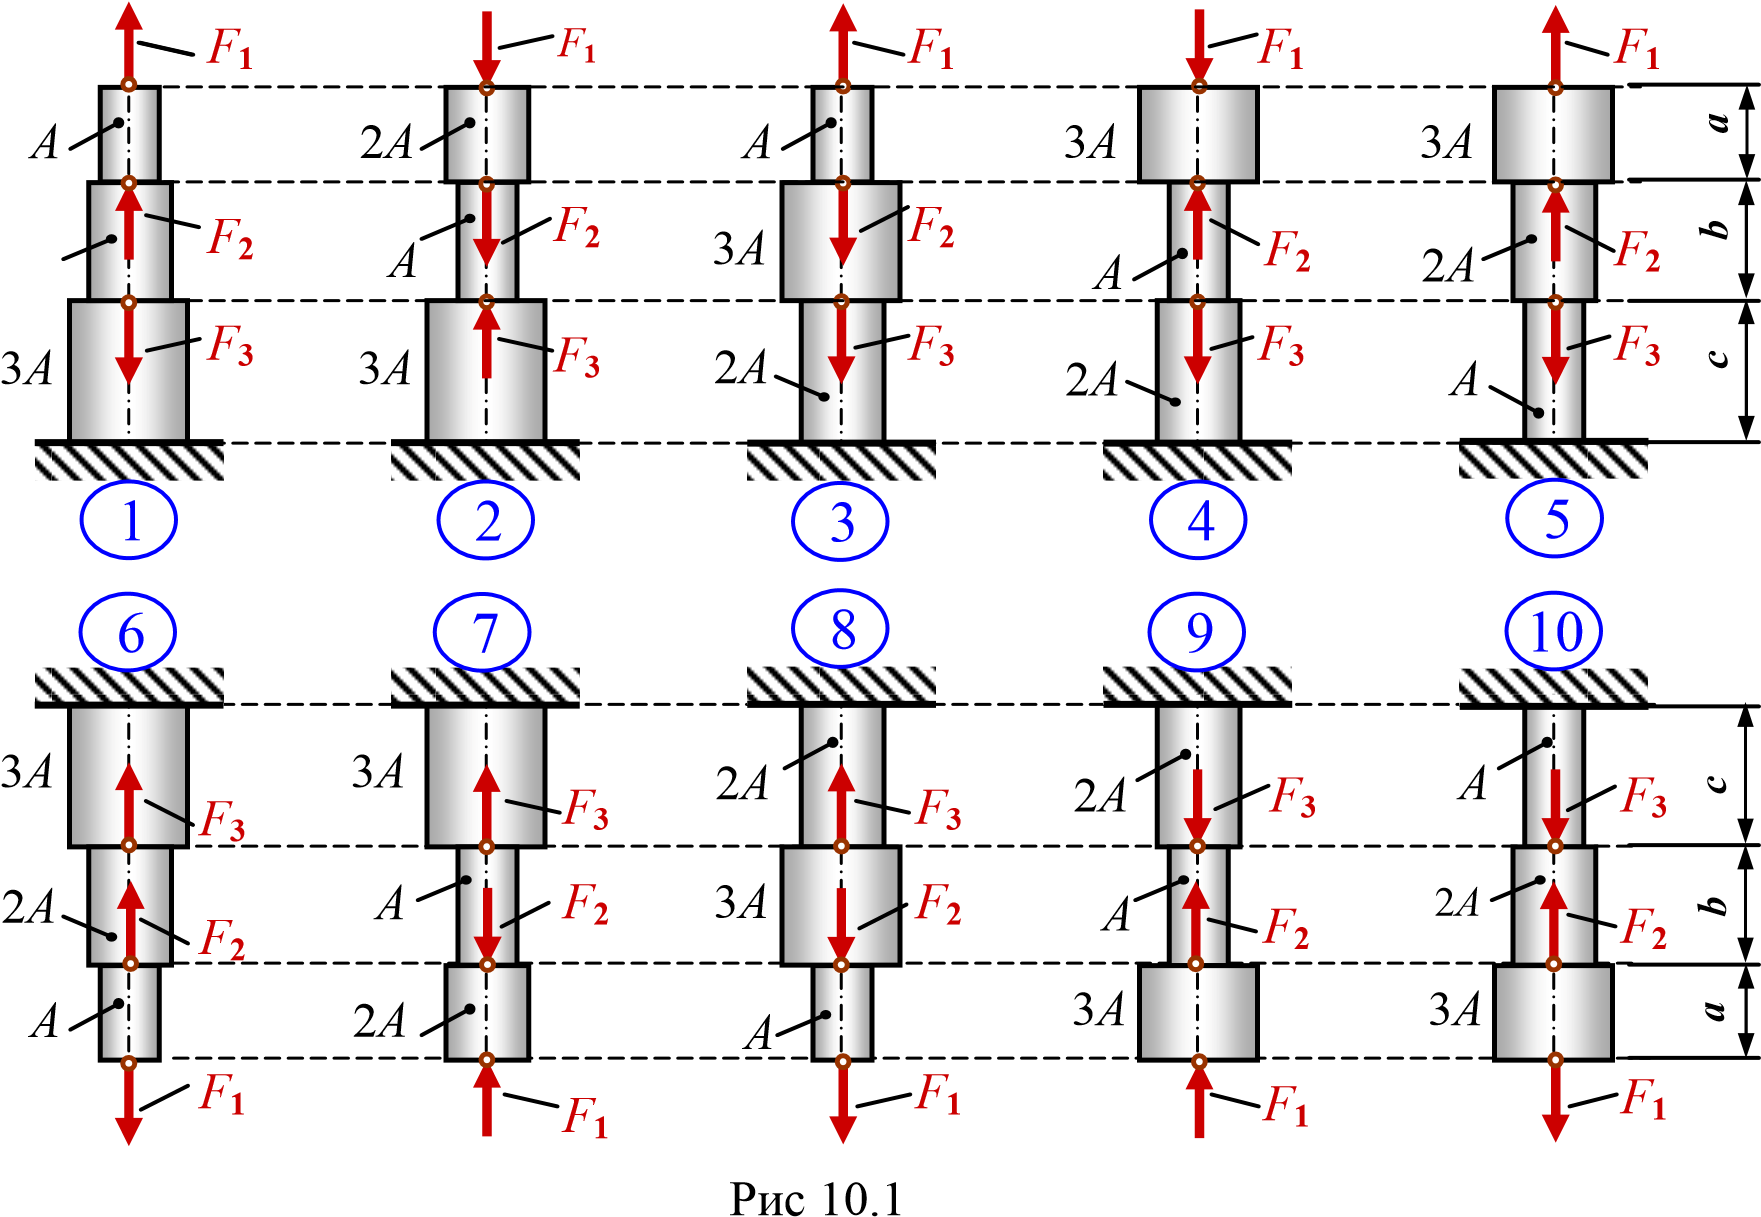 F1 F1 F1 F1 F1
A 2A A 3A 3A a
F2 F2 F2 F2 F2 b
A 3A A 2A
F3 F3 F3 F3 F3 c
3A 3A 2A 2A A
1 2 3 4 5
6 7 8 9 10
3A 3A 2A 2A A c
F3 F3 F3 F3 F3
2A A 3A A 2A b
F2 F2 F2 F2 F2
A 2A A 3A 3A a
F1 F1 F1 F1 F1
Рис 10.1